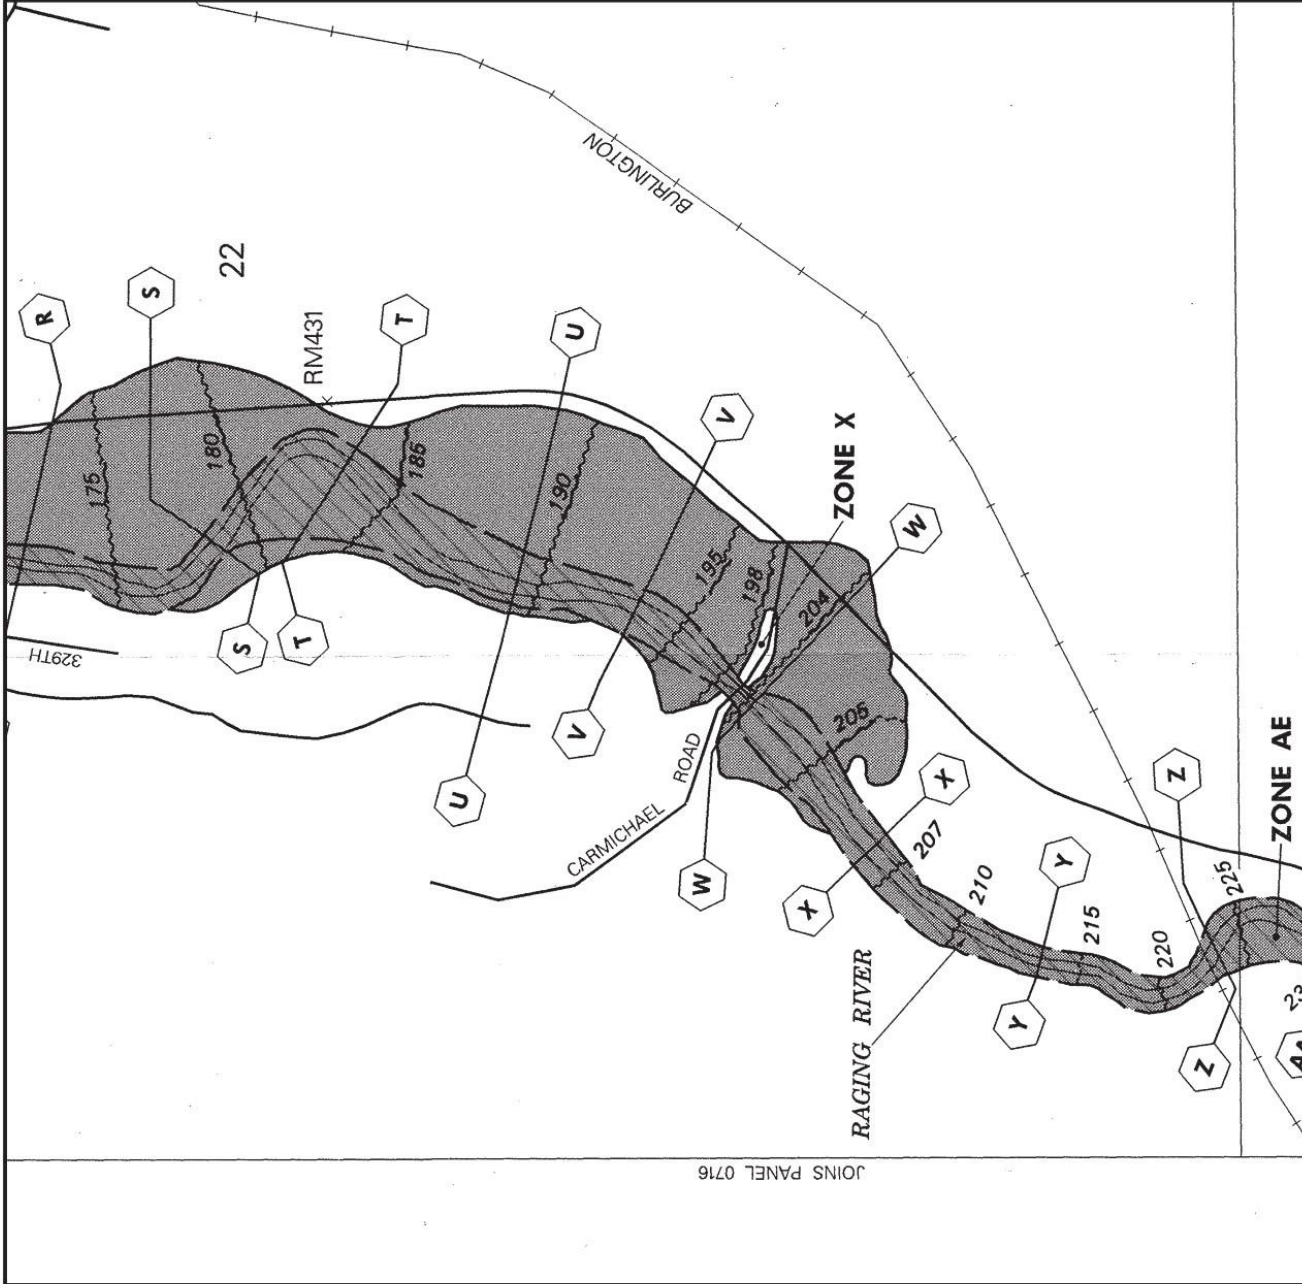 R
S
22
RM431
T
U
BURLINGTON
175
180
185
190
V
ZONE X
W
195
198
204
206
329TH
S
T
V
U
ROAD
CARMICHAEL
W
X
X
207
210
Y
Z
215
220
225
ZONE AE
RAGING RIVER
Y
Z
JOINS PANEL 0716